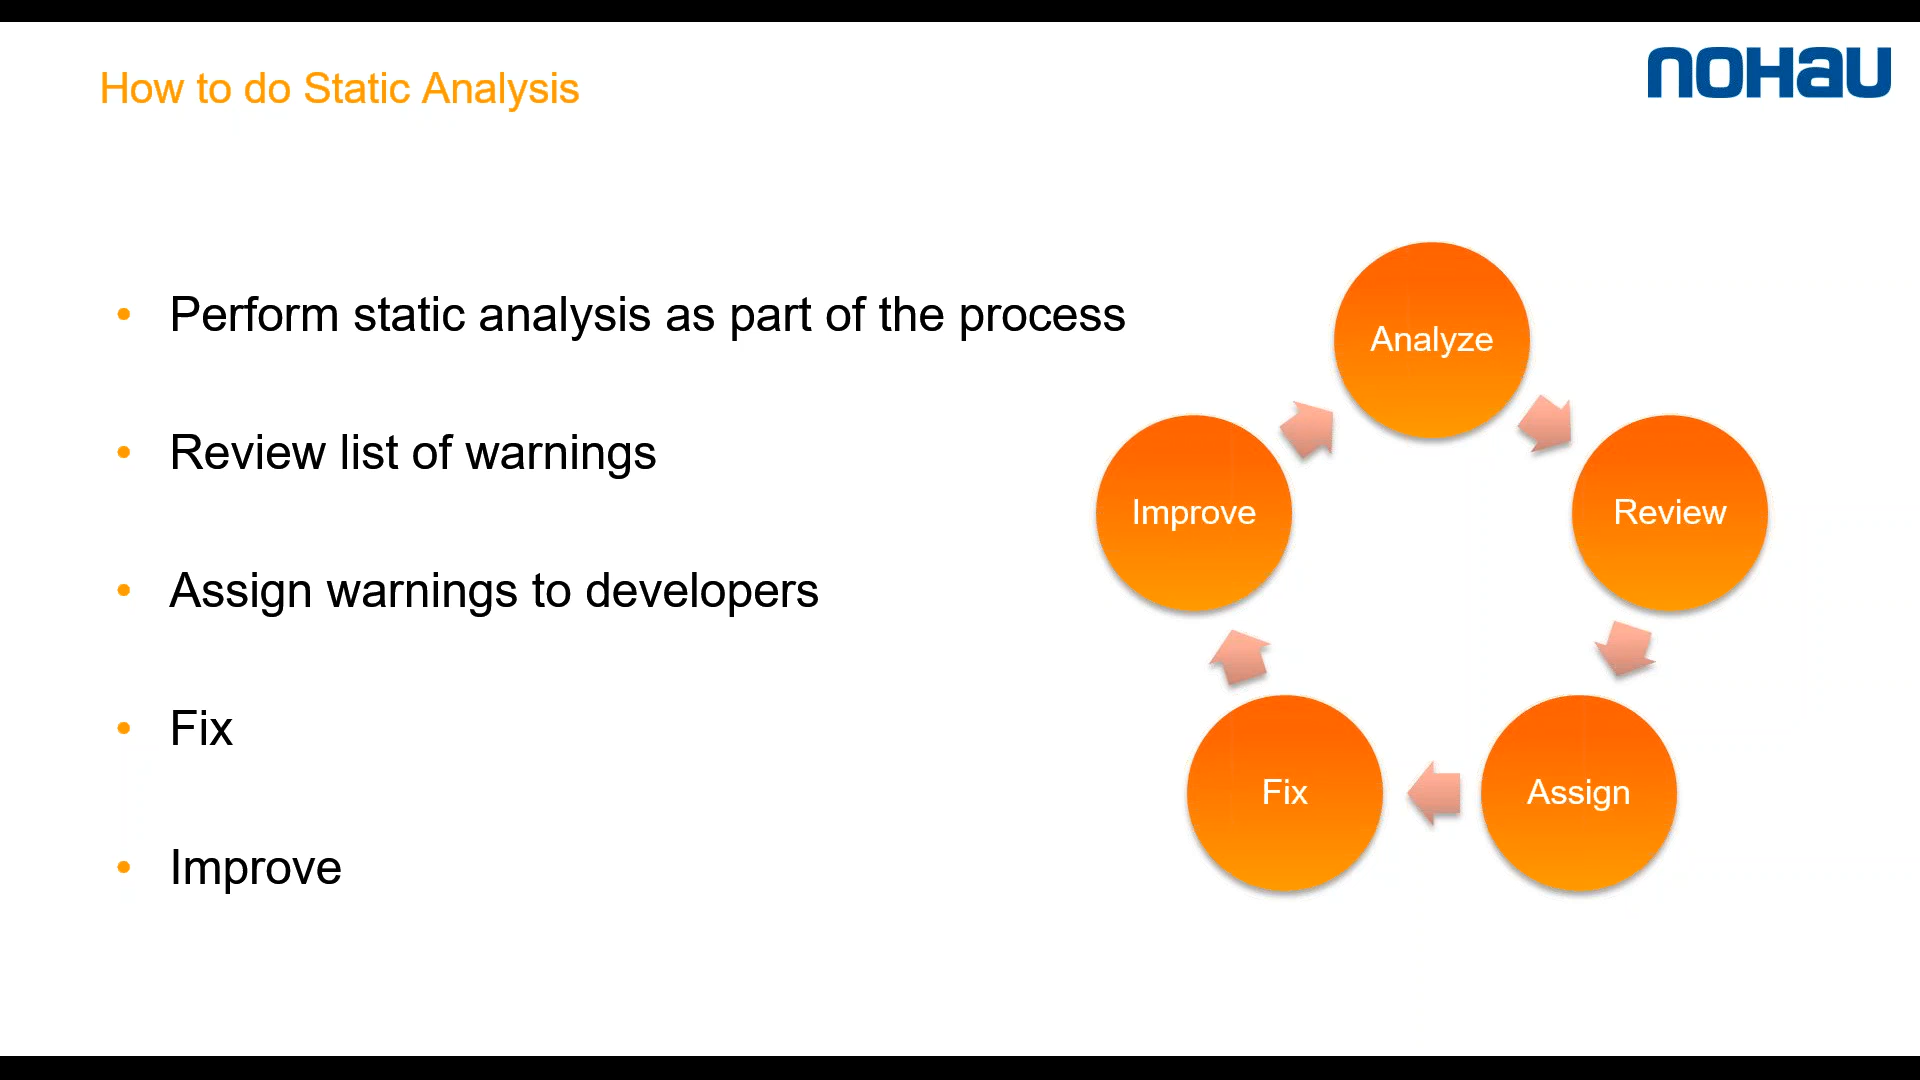 How to do Static Analysis
noHau
Perform static analysis as part of the process
Review list of warnings
Assign warnings to developers
Fix
Improve
Analyze
Review
Assign
Fix
Improve